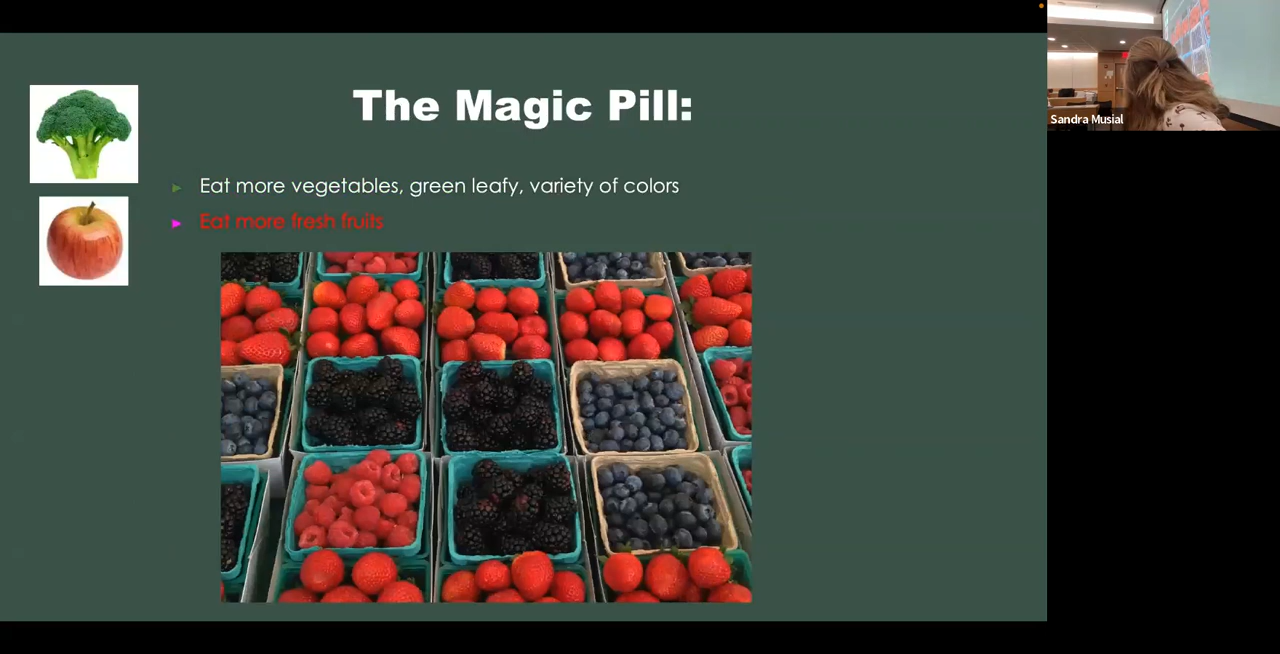 The Magic Pill:
Eat more vegetables, green leafy, variety of colors
Eat more fresh fruits
Sandra Musial